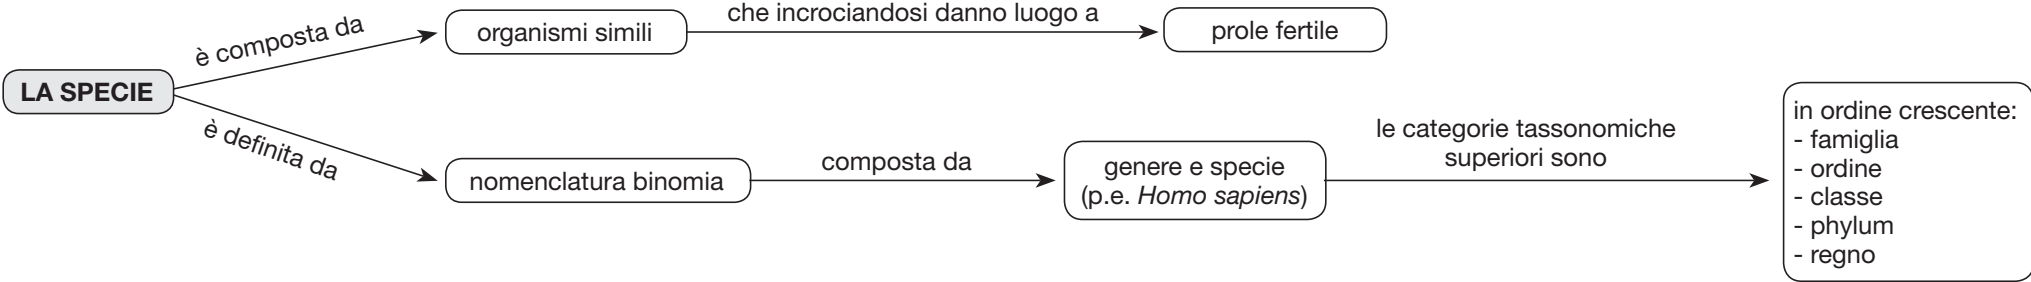 LA SPECIE
è composta da
organismi simili
che incrociandosi danno luogo a
prole fertile
è definita da
nomenclatura binomia
composta da
genere e specie
(p.e. Homo sapiens)
le categorie tassonomiche
superiori sono
in ordine crescente:
- famiglia
- ordine
- classe
- phylum
- regno